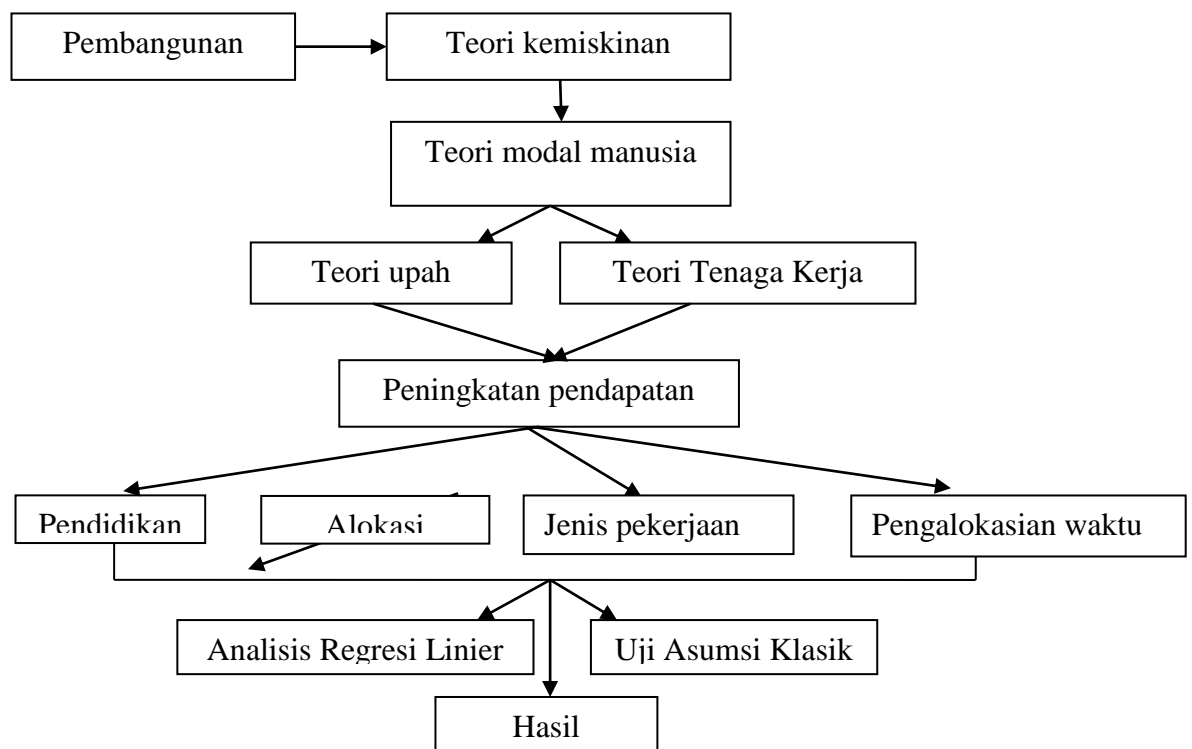 Pembangunan
Teori kemiskinan
Teori modal manusia
Teori upah
Teori Tenaga Kerja
Peningkatan pendapatan
Pendidikan
Alokasi
Jenis pekerjaan
Pengalokasian waktu
Analisis Regresi Linier
Uji Asumsi Klasik
Hasil